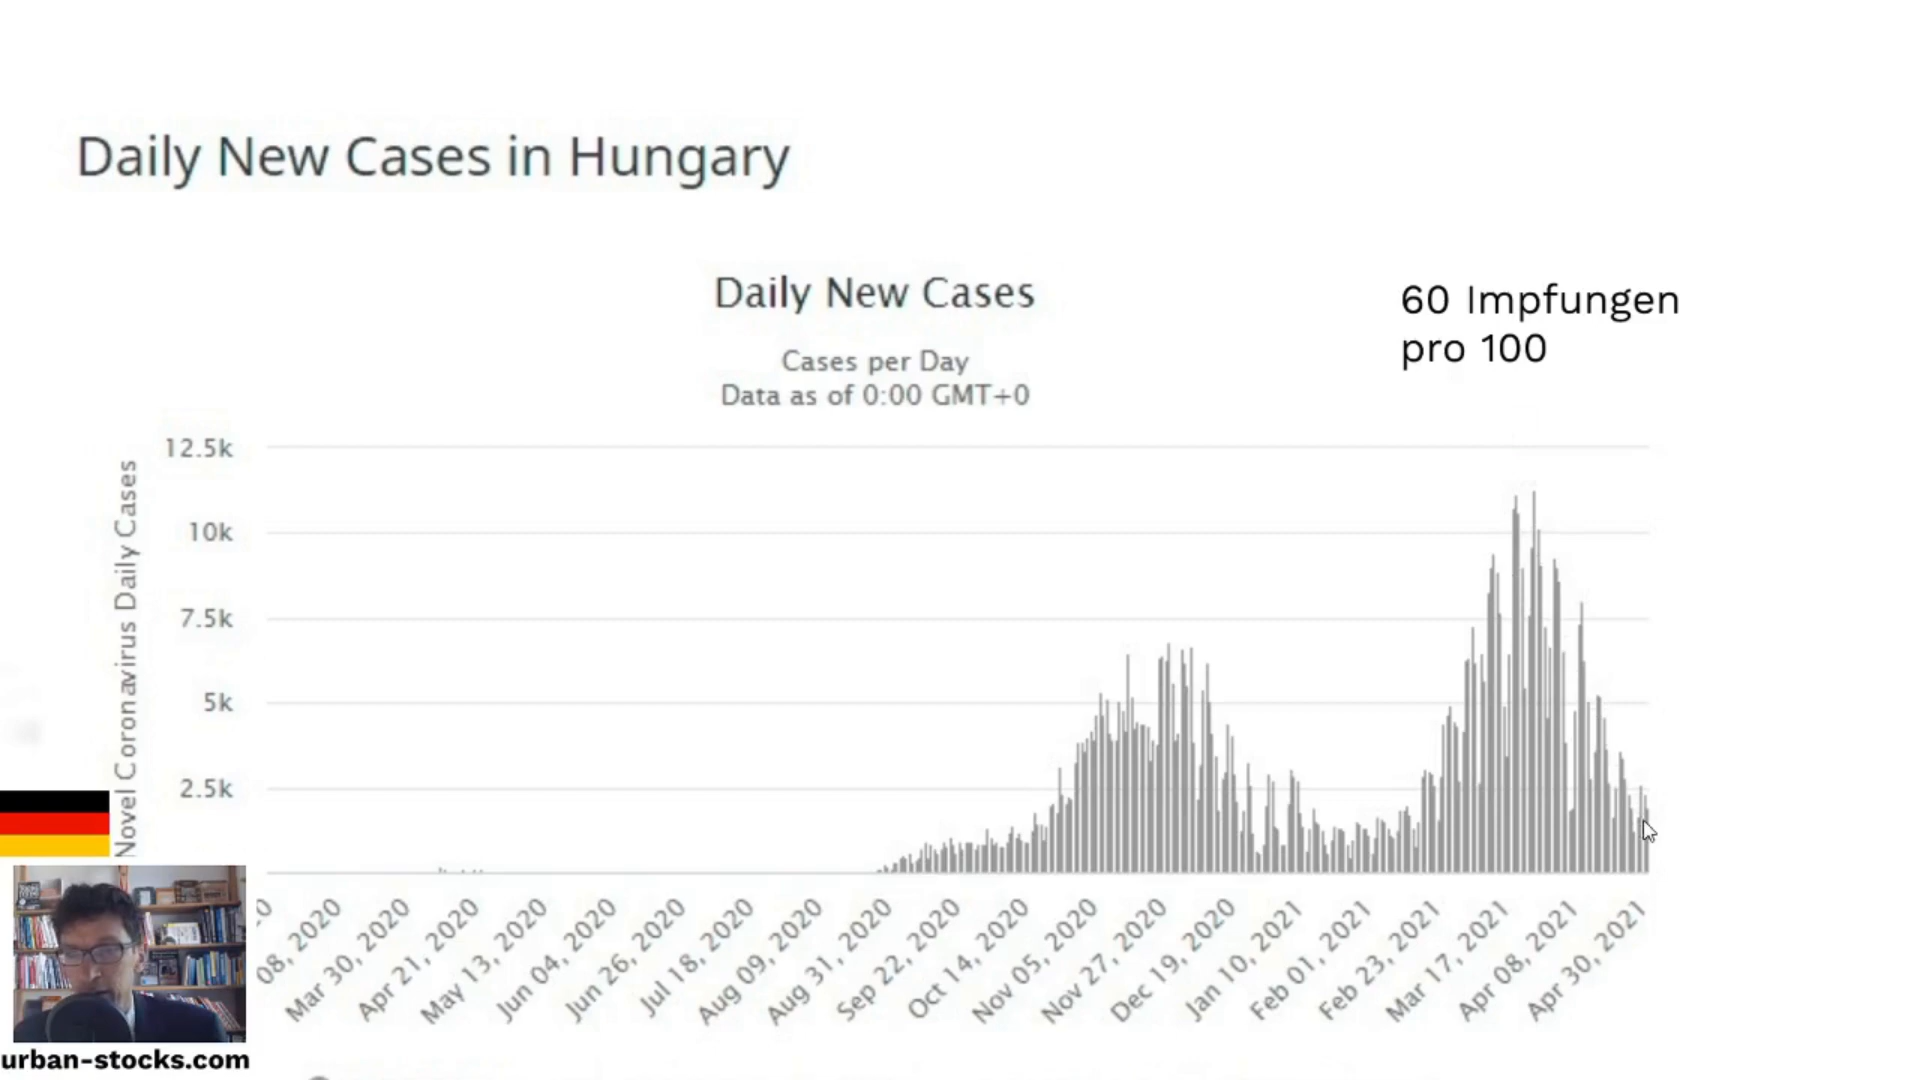 Daily New Cases in Hungary
Daily New Cases
Cases per Day
Data as of 0:00 GMT+0
60 Impfungen
pro 100
Novel Coronavirus Daily Cases
12.5k
10k
7.5k
5k
2.5k
08, 2020
Mar 30, 2020
Apr 21, 2020
May 13, 2020
Jun 04, 2020
Jun 26, 2020
Jul 18, 2020
Aug 09, 2020
Aug 31, 2020
Sep 22, 2020
Oct 14, 2020
Nov 05, 2020
Nov 27, 2020
Dec 19, 2020
Jan 10, 2021
Feb 01, 2021
Feb 23, 2021
Mar 17, 2021
Apr 08, 2021
Apr 30, 2021
urban-stocks.com